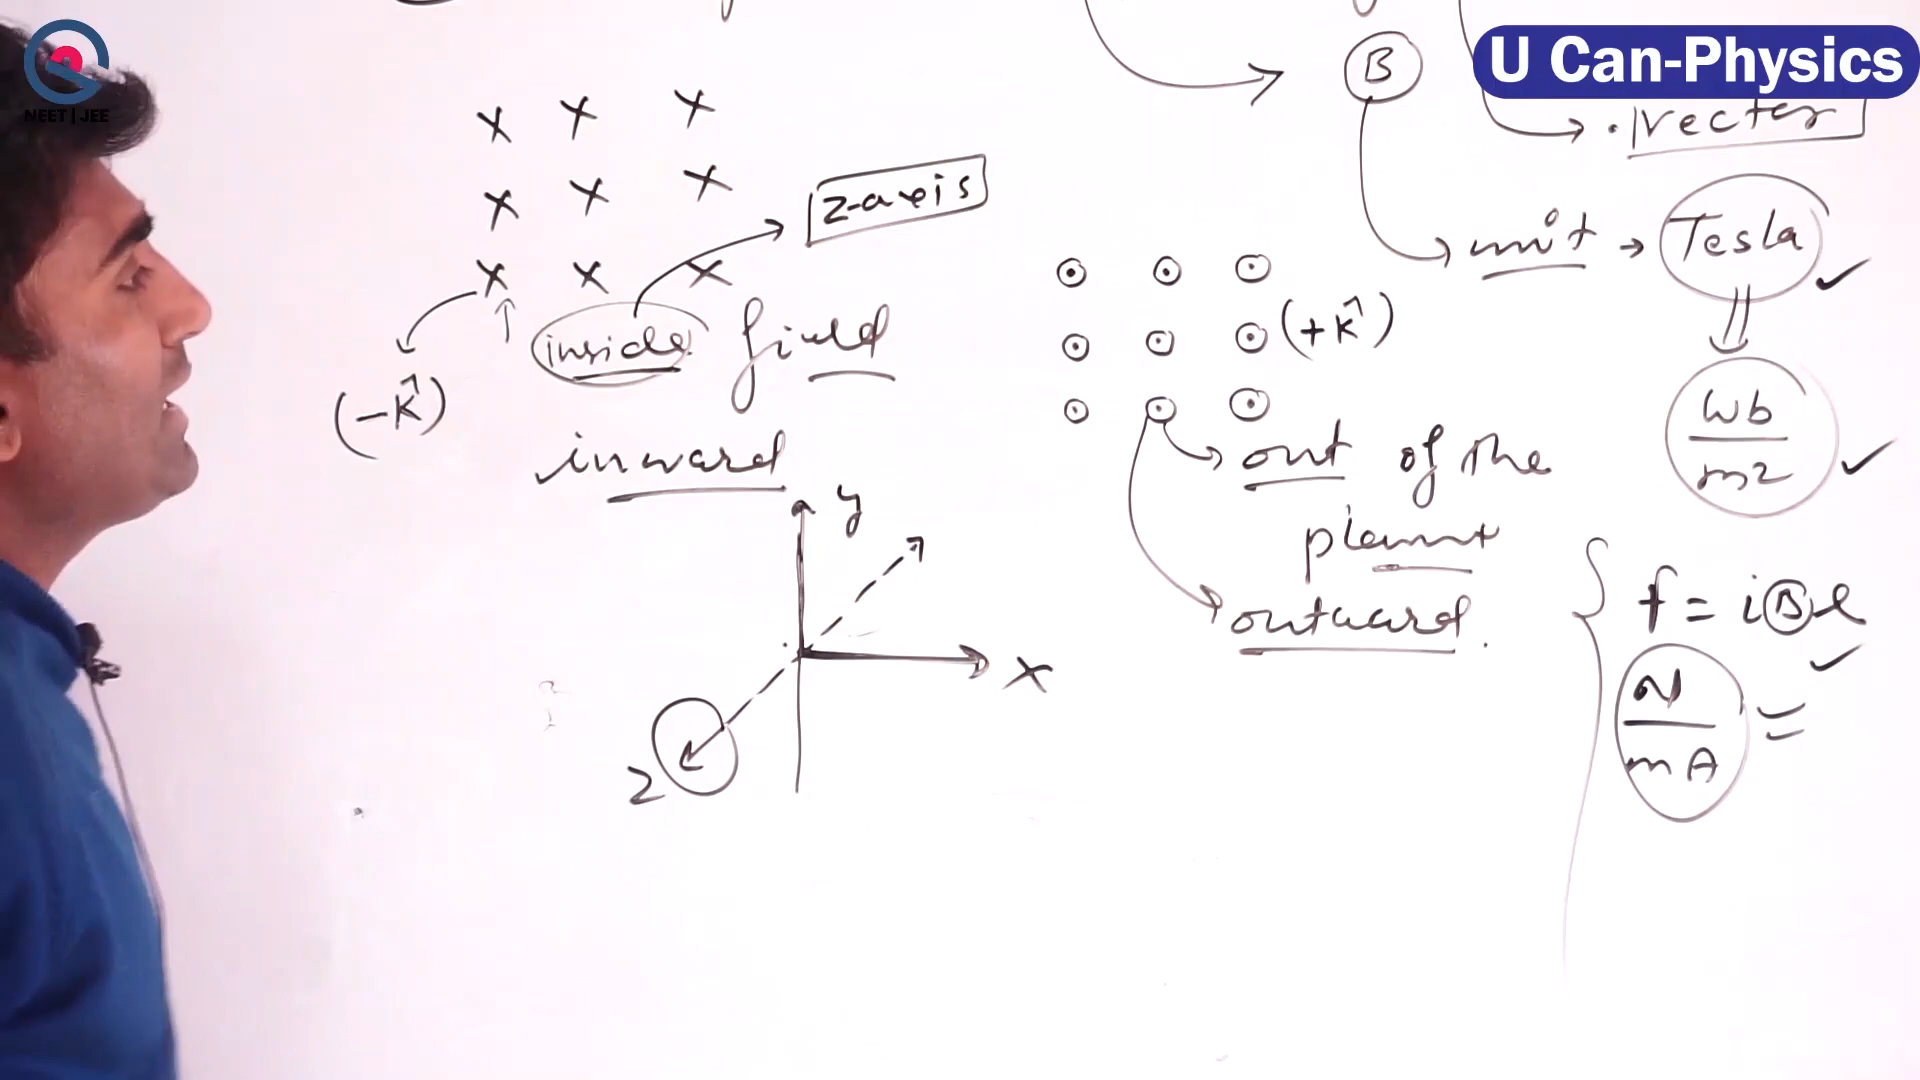 NEET | JEE
U Can-Physics
B
vector
x x x
x x x
x x x
z-axis
unit → Tesla
Wb
m2
inside field
(-k̂)
inward
⊙ ⊙ ⊙
⊙ ⊙ ⊙ (+k̂)
⊙ ⊙ ⊙
out of the
outward.
y
x
z
f = iBl
N
mA